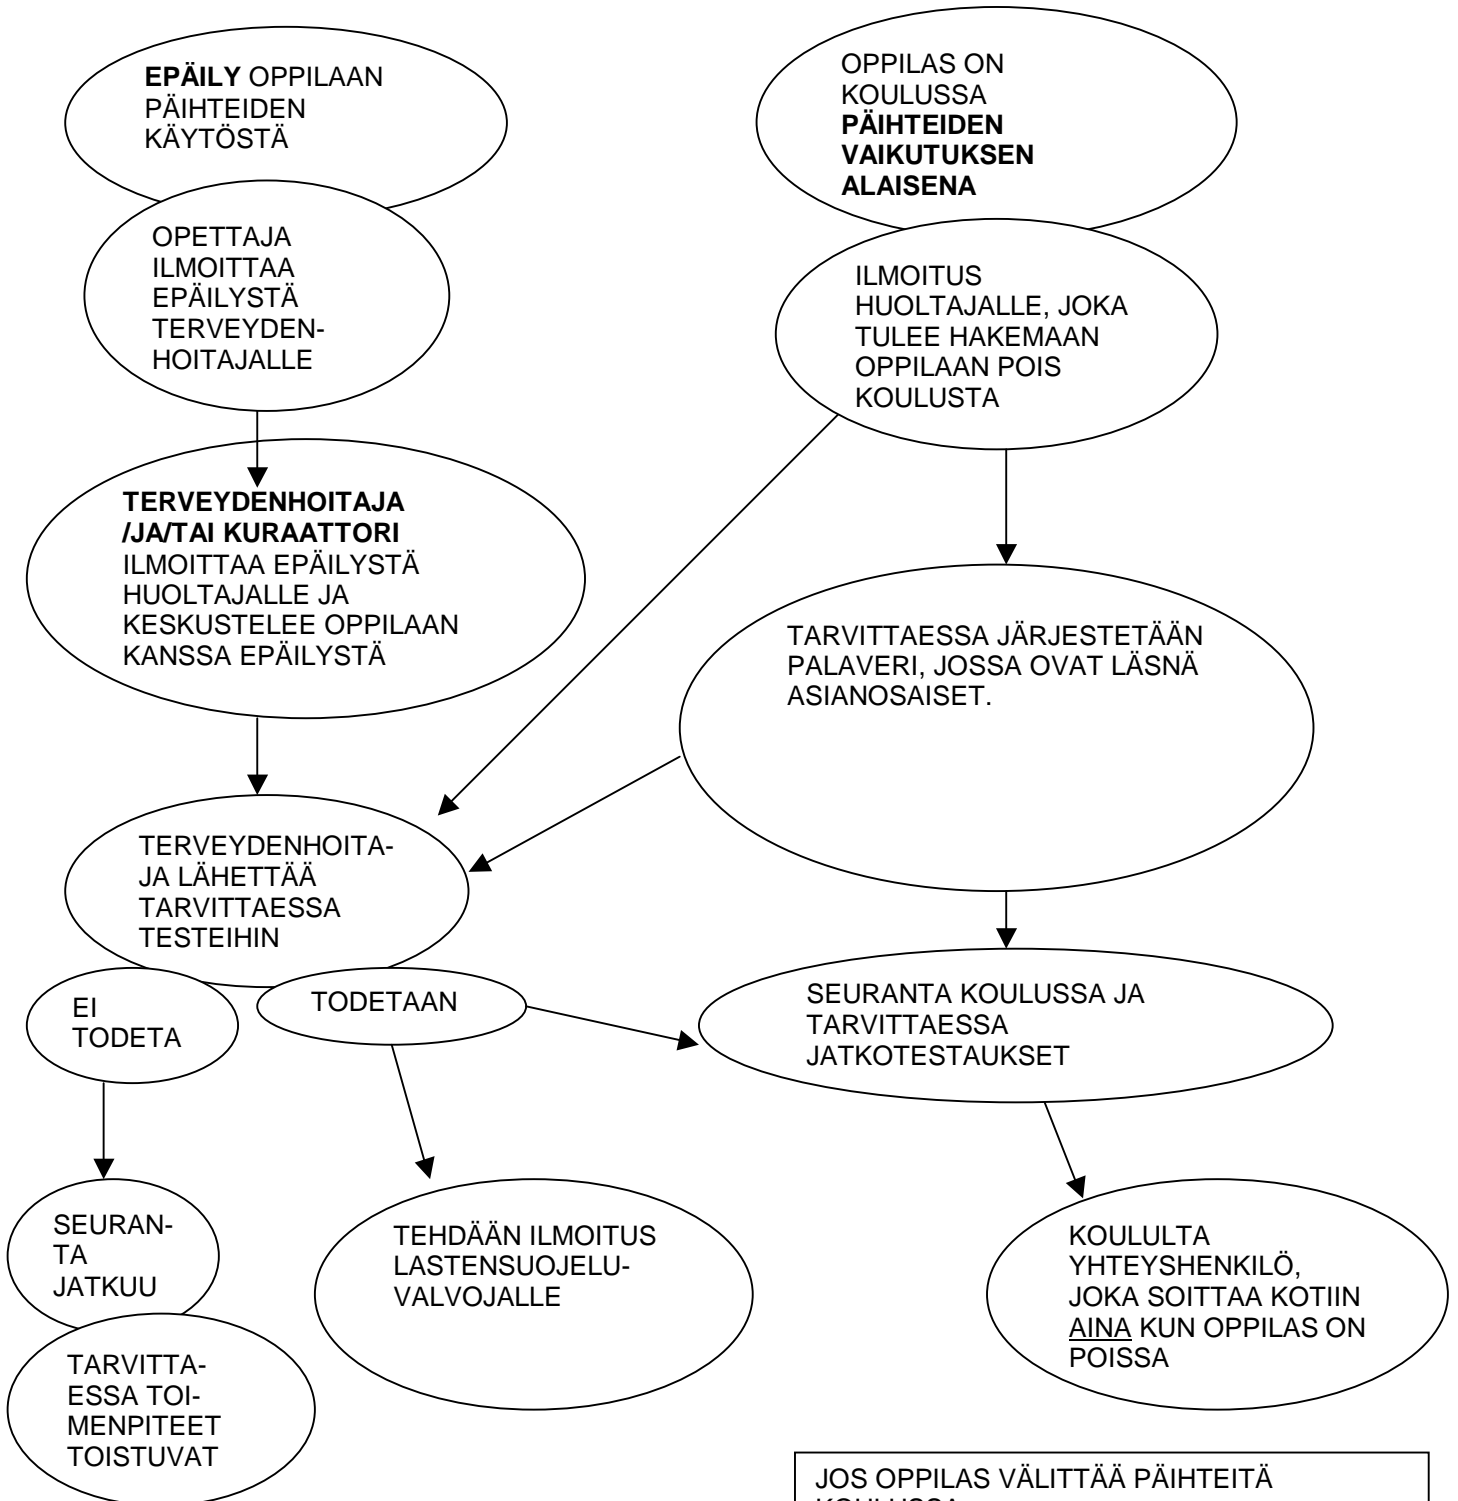 EPÄILY OPPILAAN
PÄIHTEIDEN
KÄYTÖSTÄ
OPPILAS ON
KOULUSSA
PÄIHTEIDEN
VAIKUTUKSEN
ALAISENA
OPETTAJA
ILMOITTAA
EPÄILYSTÄ
TERVEYDEN-
HOITAJALLE
ILMOITUS
HUOLTAJALLE, JOKA
TULEE HAKEMAAN
OPPILAAN POIS
KOULUSTA
TERVEYDENHOITAJA
/JA/TAI KURAATTORI
ILMOITTAA EPÄILYSTÄ
HUOLTAJALLE JA
KESKUSTELEE OPPILAAN
KANSSA EPÄILYSTÄ
TARVITTAESSA JÄRJESTETÄÄN
PALAVERI, JOSSA OVAT LÄSNÄ
ASIANOSAISET.
TERVEYDENHOITA-
JA LÄHETTÄÄ
TARVITTAESSA
TESTEIHIN
EI
TODETA
TODETAAN
SEURANTA KOULUSSA JA
TARVITTAESSA
JATKOTESTAUKSET
SEURAN-
TA
JATKUU
TEHDÄÄN ILMOITUS
LASTENSUOJELU-
VALVOJALLE
KOULULTA
YHTEYSHENKILÖ,
JOKA SOITTAA KOTIIN
AINA KUN OPPILAS ON
POISSA
TARVITTA-
ESSA TOI-
MENPITEET
TOISTUVAT
JOS OPPILAS VÄLITTÄÄ PÄIHTEITÄ